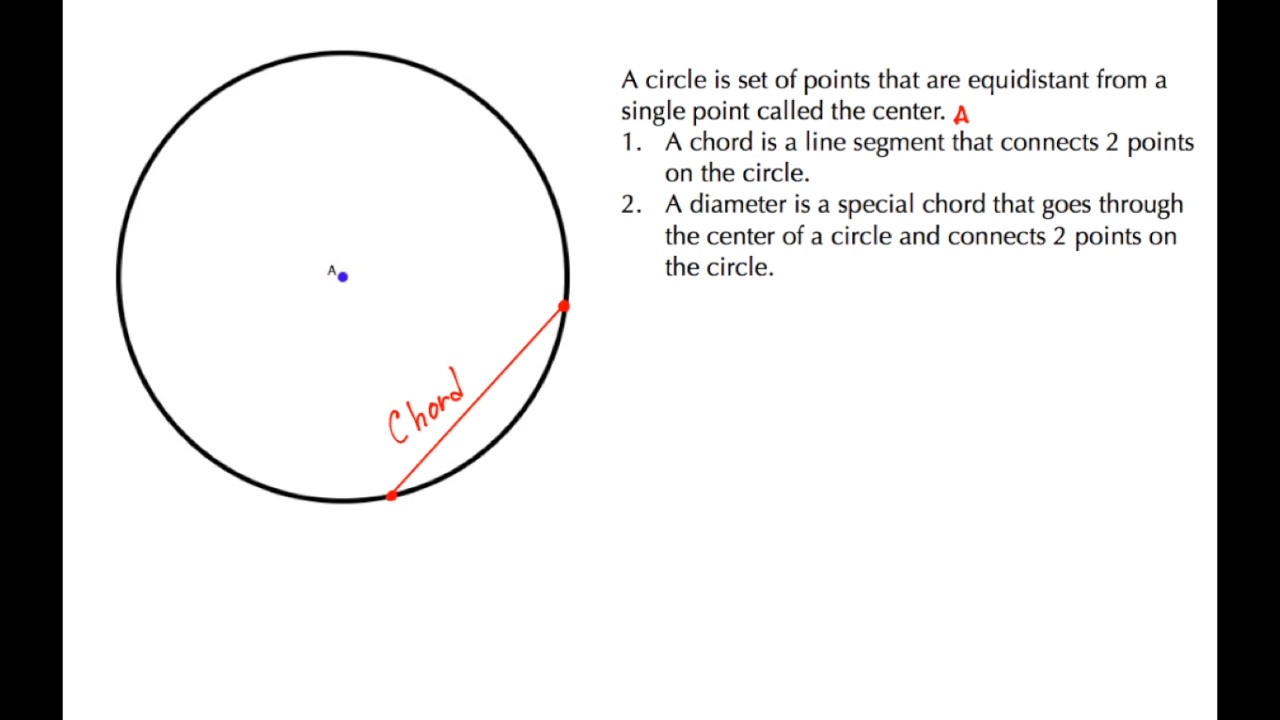 A circle is set of points that are equidistant from a
single point called the center. A
1. A chord is a line segment that connects 2 points
on the circle.
2. A diameter is a special chord that goes through
the center of a circle and connects 2 points on
the circle.
A
Chord